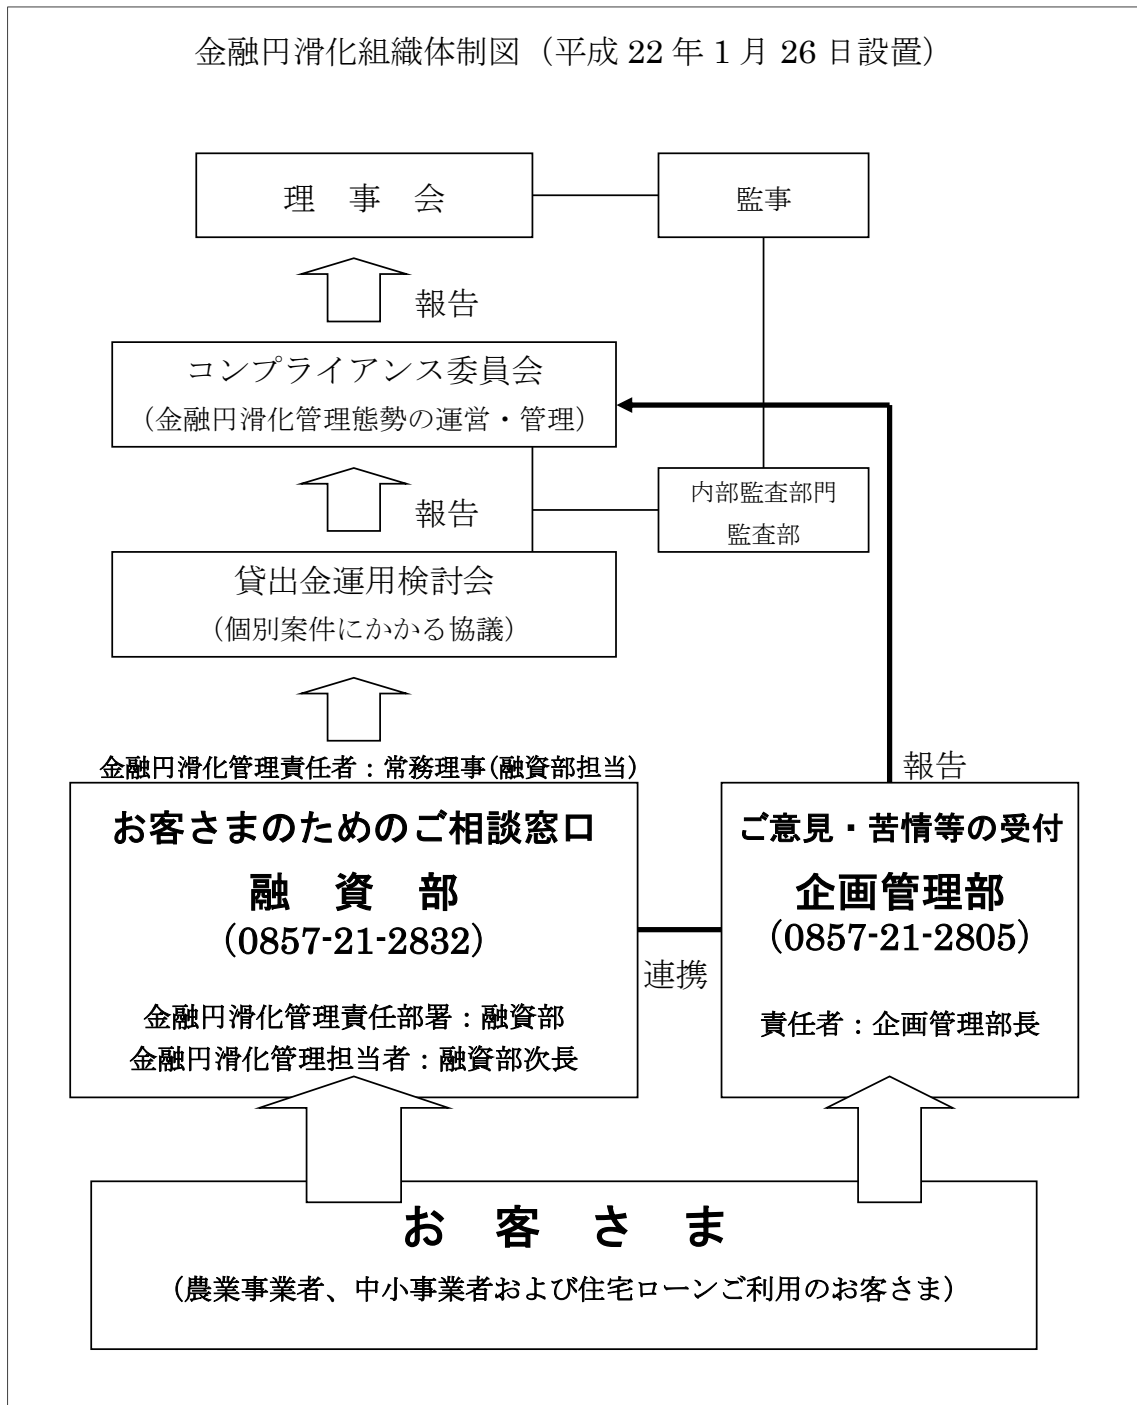 金融円滑化組織体制図（平成 22 年 1 月 26 日設置）
理　事　会
監事
報告
コンプライアンス委員会
（金融円滑化管理態勢の運営・管理）
報告
内部監査部門
監査部
貸出金運用検討会
（個別案件にかかる協議）
金融円滑化管理責任者：常務理事(融資部担当)
報告
お客さまのためのご相談窓口
融　資　部
（0857-21-2832）
金融円滑化管理責任部署：融資部
金融円滑化管理担当者：融資部次長
連携
ご意見・苦情等の受付
企画管理部
（0857-21-2805）
責任者：企画管理部長
お　客　さ　ま
（農業事業者、中小事業者および住宅ローンご利用のお客さま）